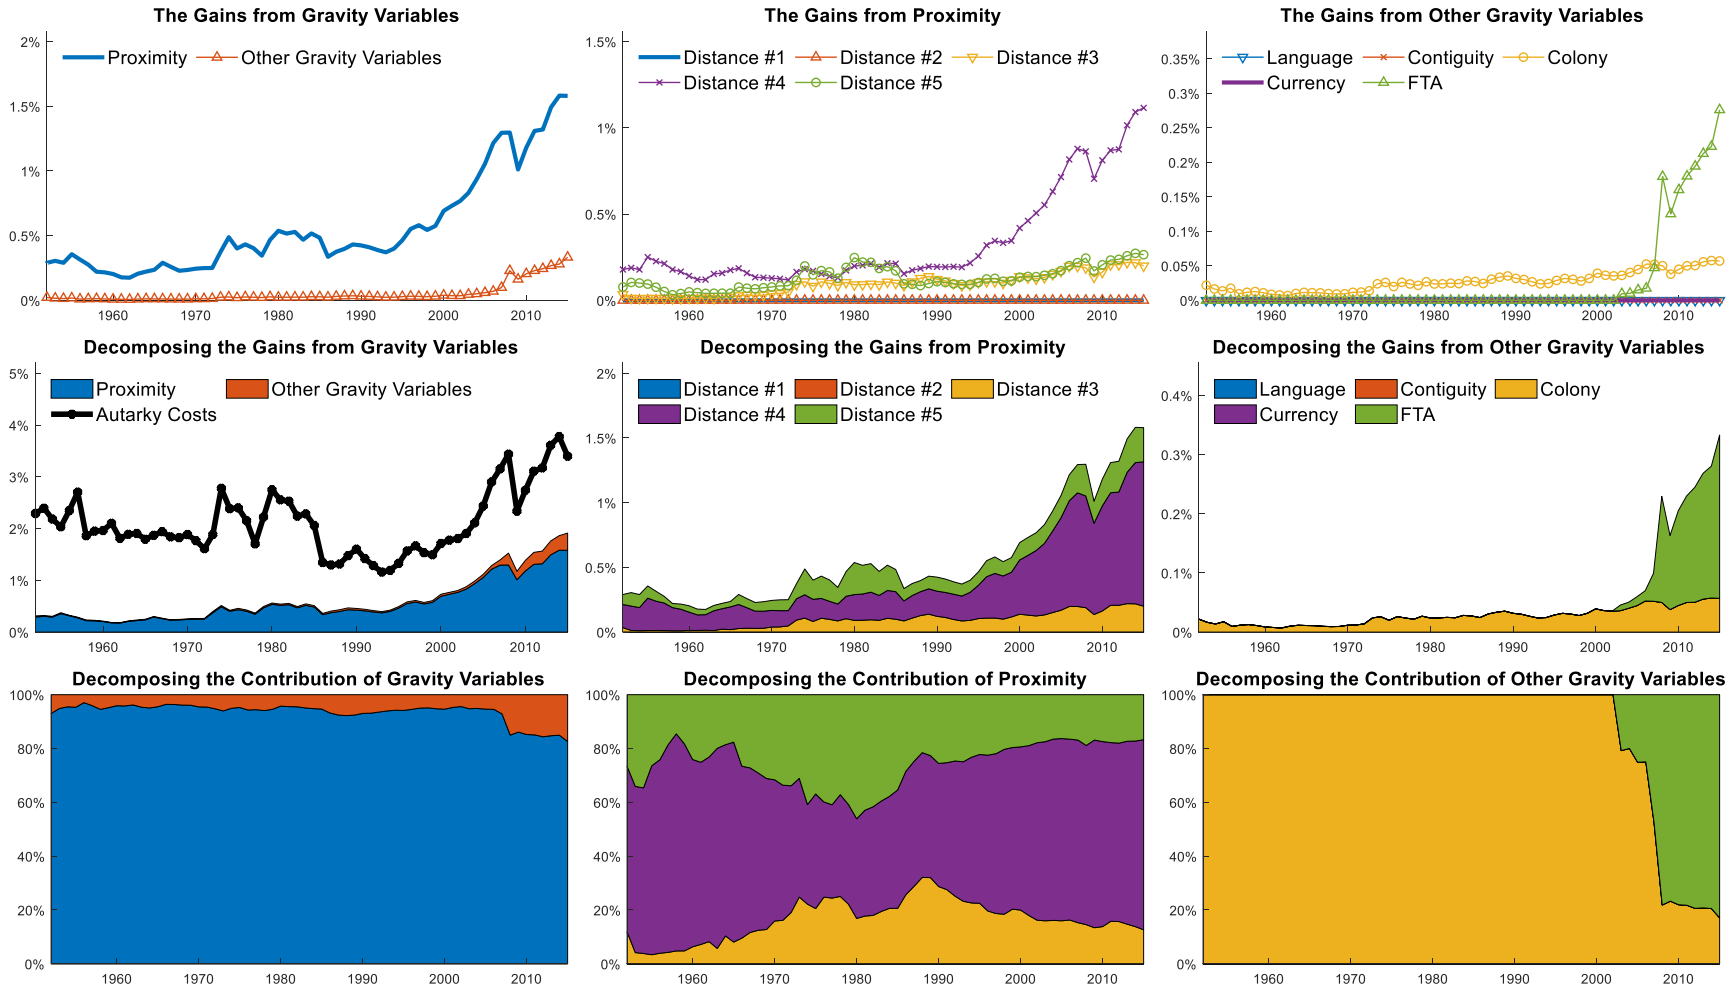 The Gains from Gravity Variables
2%
Proximity Other Gravity Variables
1.5%
1%
0.5%
0%
1960 1970 1980 1990 2000 2010
The Gains from Proximity
1.5%
Distance #1 Distance #2 Distance #3
Distance #4 Distance #5
1%
0.5%
0%
1960 1970 1980 1990 2000 2010
The Gains from Other Gravity Variables
0.35%
Language Contiguity Colony
Currency FTA
0.3%
0.25%
0.2%
0.15%
0.1%
0.05%
0%
1960 1970 1980 1990 2000 2010
Decomposing the Gains from Gravity Variables
5%
Proximity Other Gravity Variables
Autarky Costs
4%
3%
2%
1%
0%
1960 1970 1980 1990 2000 2010
Decomposing the Gains from Proximity
2%
Distance #1 Distance #2 Distance #3
Distance #4 Distance #5
1.5%
1%
0.5%
0%
1960 1970 1980 1990 2000 2010
Decomposing the Gains from Other Gravity Variables
0.4%
Language Contiguity Colony
Currency FTA
0.3%
0.2%
0.1%
0%
1960 1970 1980 1990 2000 2010
Decomposing the Contribution of Gravity Variables
100%
80%
60%
40%
20%
0%
1960 1970 1980 1990 2000 2010
Decomposing the Contribution of Proximity
100%
80%
60%
40%
20%
0%
1960 1970 1980 1990 2000 2010
Decomposing the Contribution of Other Gravity Variables
100%
80%
60%
40%
20%
0%
1960 1970 1980 1990 2000 2010